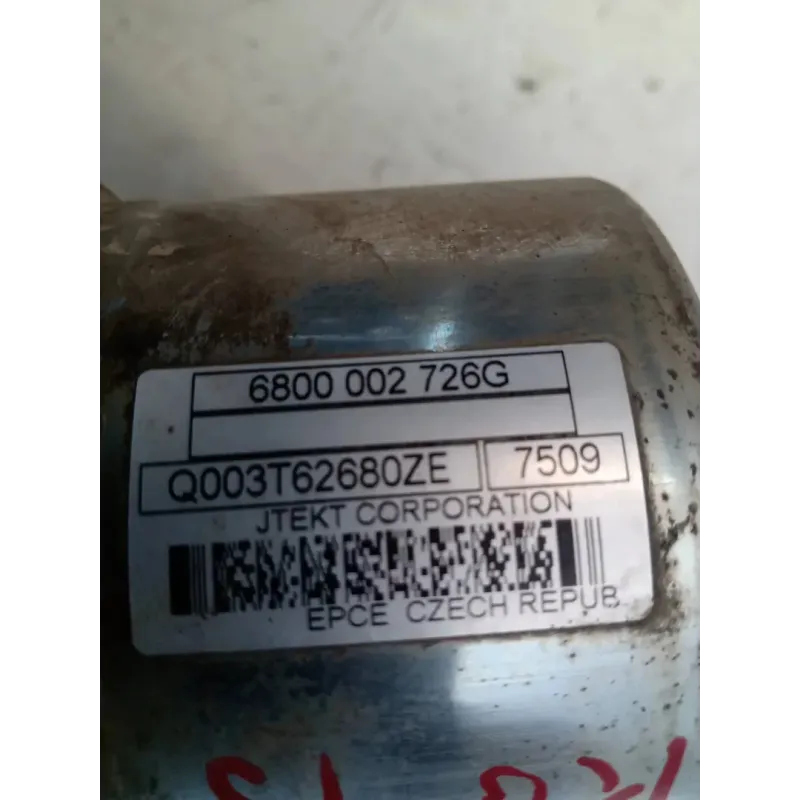 6800 002 726G
Q003T62680ZE 7509
JTEKT CORPORATION
EPCE CZECH REPUB